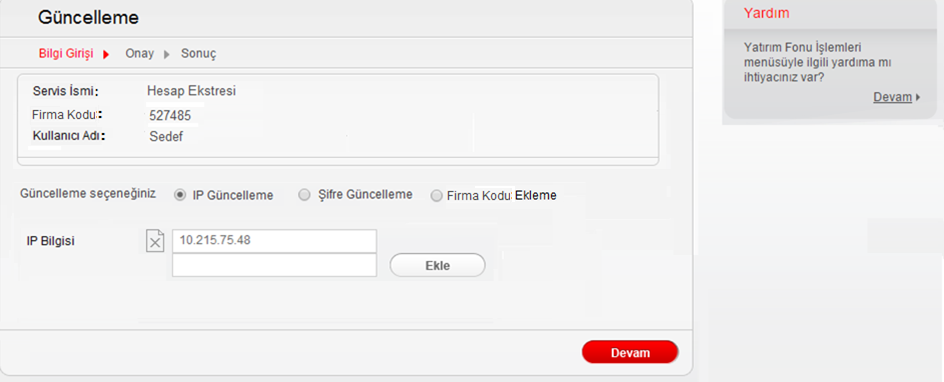 Güncelleme
Bilgi Girişi Onay Sonuç
Servis İsmi: Hesap Ekstresi
Firma Kodu: 527485
Kullanıcı Adı: Sedef
Güncelleme seçeneğiniz IP Güncelleme Şifre Güncelleme Firma Kodu Ekleme
IP Bilgisi 10.215.75.48
Ekle
Devam
Yardım
Yatırım Fonu İşlemleri
menüsüyle ilgili yardıma mı
ihtiyacınız var?
Devam